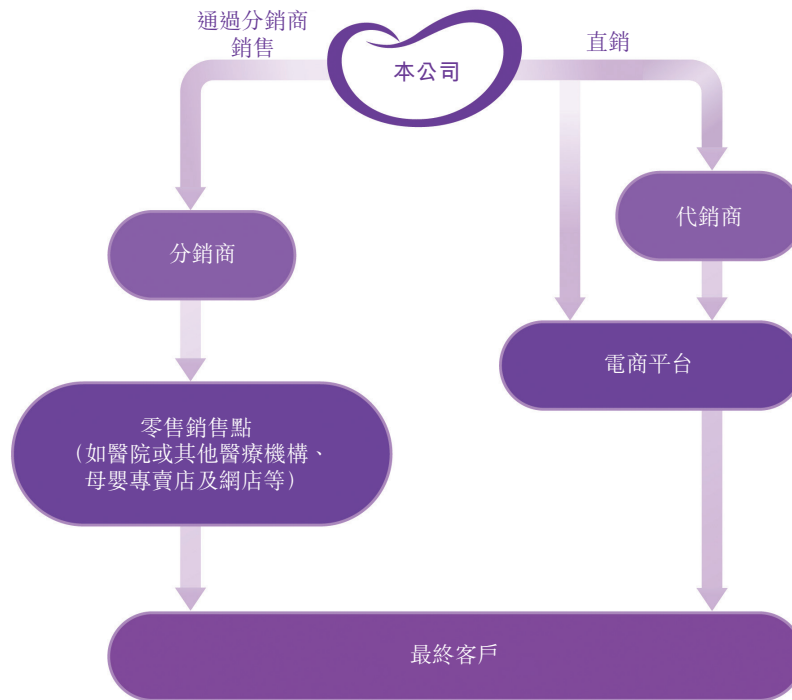 通過分銷商
銷售
本公司
直銷
分銷商
代銷商
電商平台
零售銷售點
（如醫院或其他醫療機構、
母嬰專賣店及網店等）
最終客戶